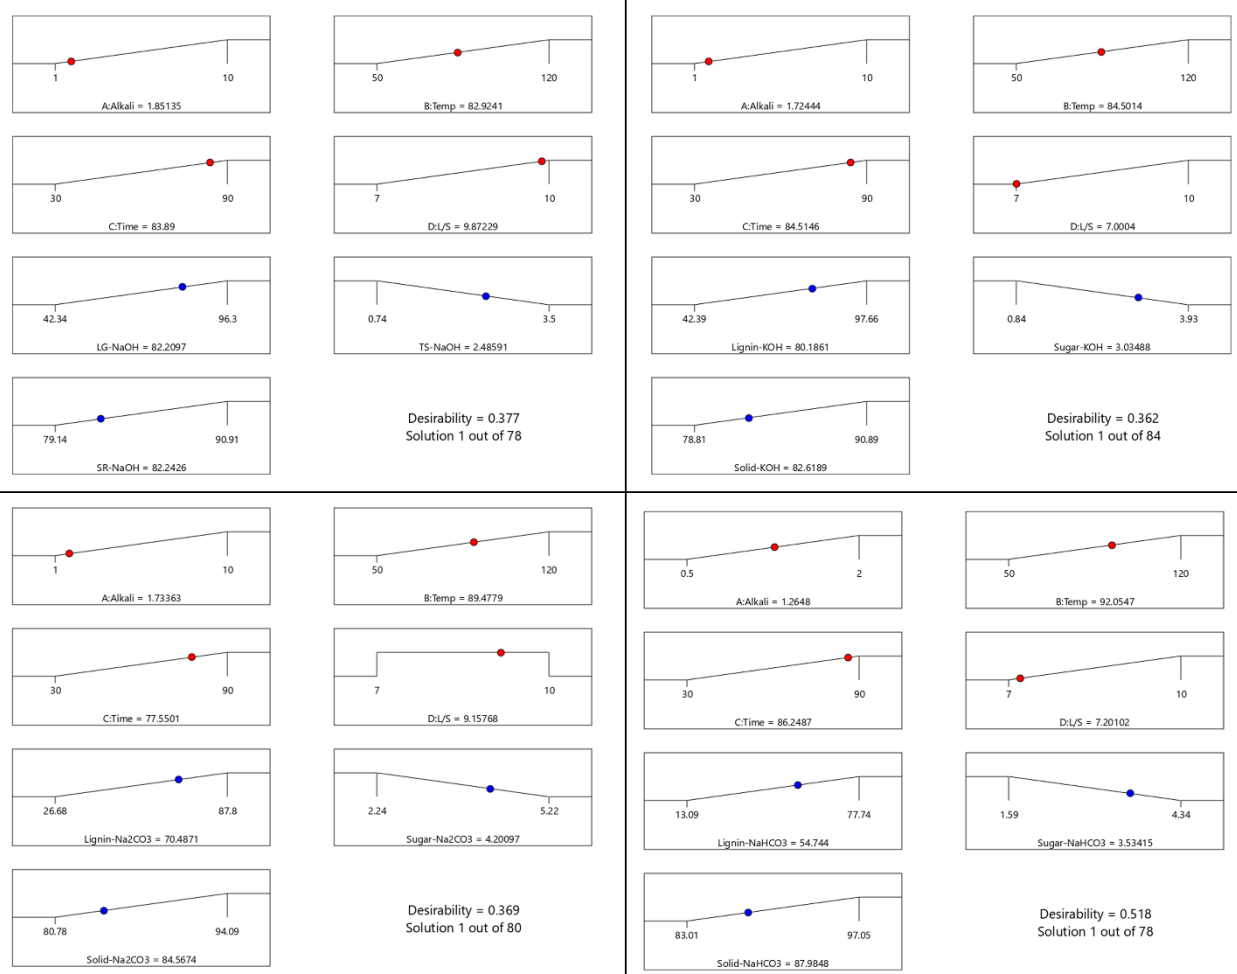 1 10
A:Alkali = 1.85135
50 120
B:Temp = 82.9241
30 90
C:Time = 83.89
7 10
D:L/S = 9.87229
42.34 96.3
LG-NaOH = 82.2097
0.74 3.5
TS-NaOH = 2.48591
79.14 90.91
SR-NaOH = 82.2426
Desirability = 0.377
Solution 1 out of 78
1 10
A:Alkali = 1.72444
50 120
B:Temp = 84.5014
30 90
C:Time = 84.5146
7 10
D:L/S = 7.0004
42.39 97.66
Lignin-KOH = 80.1861
0.84 3.93
Sugar-KOH = 3.03488
78.81 90.89
Solid-KOH = 82.6189
Desirability = 0.362
Solution 1 out of 84
1 10
A:Alkali = 1.73363
50 120
B:Temp = 89.4779
30 90
C:Time = 77.5501
7 10
D:L/S = 9.15768
26.68 87.8
Lignin-Na2CO3 = 70.4871
2.24 5.22
Sugar-Na2CO3 = 4.20097
80.78 94.09
Solid-Na2CO3 = 84.5674
Desirability = 0.369
Solution 1 out of 80
0.5 2
A:Alkali = 1.2648
50 120
B:Temp = 92.0547
30 90
C:Time = 86.2487
7 10
D:L/S = 7.20102
13.09 77.74
Lignin-NaHCO3 = 54.744
1.59 4.34
Sugar-NaHCO3 = 3.53415
83.01 97.05
Solid-NaHCO3 = 87.9848
Desirability = 0.518
Solution 1 out of 78